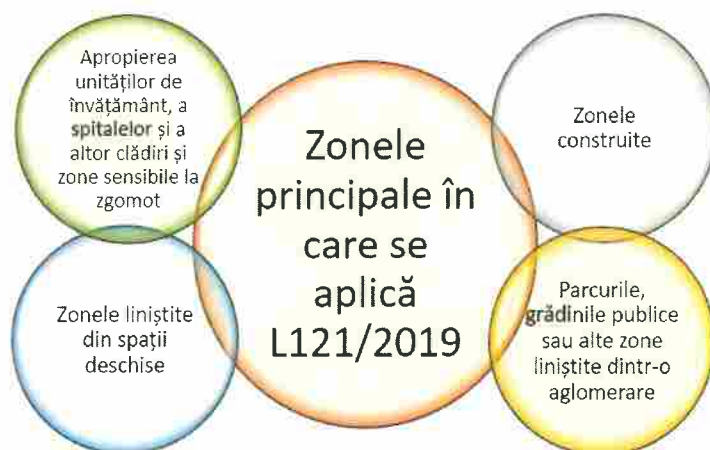 Apropierea
unităților de
învățământ, a
spitalelor și a
altor clădiri și
zone sensibile la
zgomot
Zonele
construite
Zonele
principale în
care se
aplică
L121/2019
Zonele liniștite
din spații
deschise
Parcurile,
grădinile publice
sau alte zone
liniștite dintr-o
aglomerare